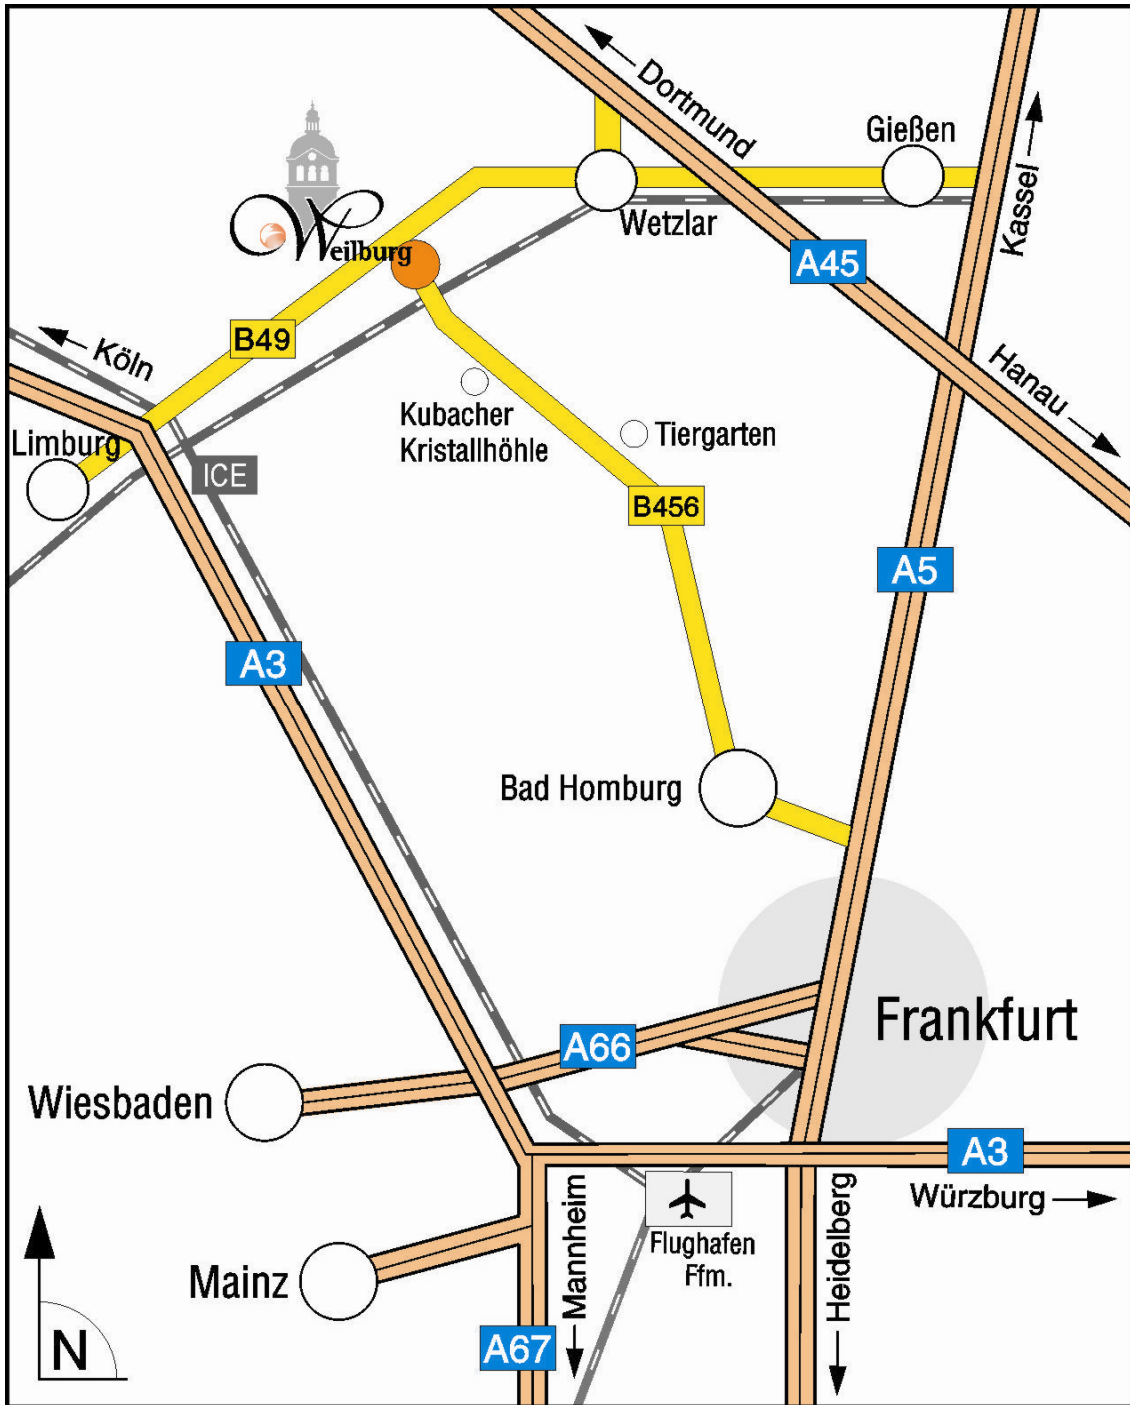 Dortmund
Gießen
Kassel
Wetzlar
Weilburg
A45
B49
Köln
Hanau
Kubacher
Kristallhöhle
Tiergarten
Limburg
ICE
B456
A5
A3
Bad Homburg
Frankfurt
A66
Wiesbaden
A3
Würzburg
Mannheim
Flughafen
Ffm.
Heidelberg
Mainz
A67
N